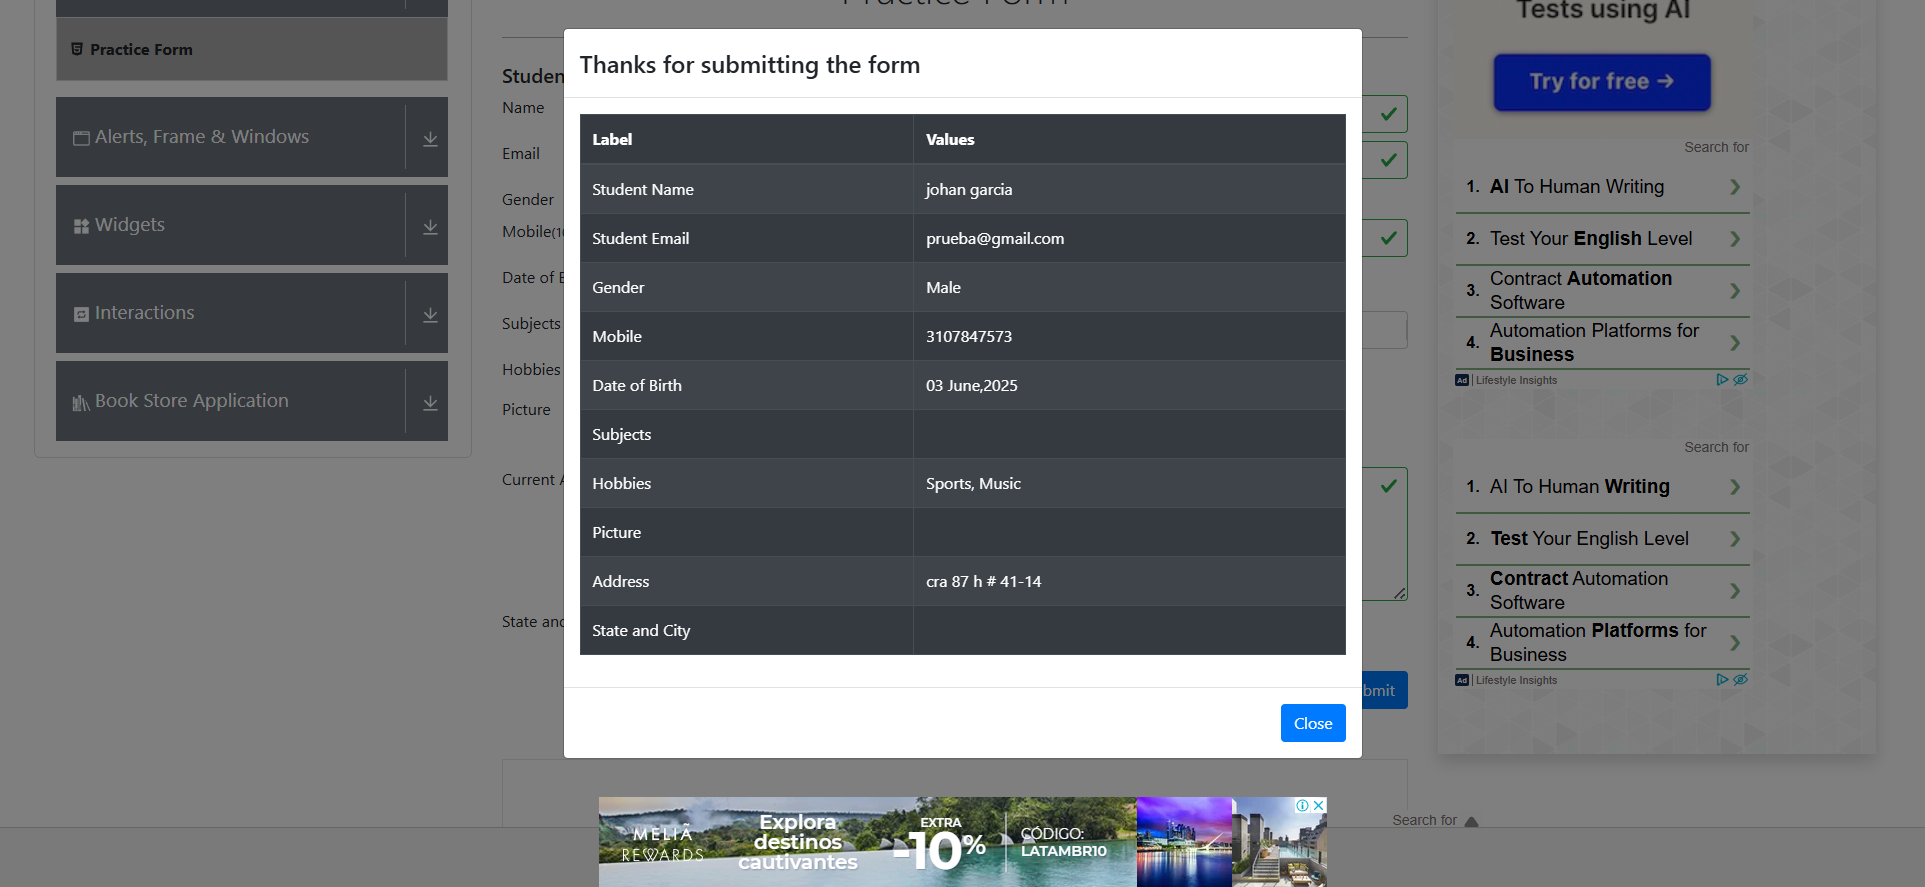 Practice Form
Practice Form
Alerts, Frame & Windows
Widgets
Interactions
Book Store Application
Studen
Name
Email
Gender
Mobile(10
Date of B
Subjects
Hobbies
Picture
Current A
State and
bmit
Thanks for submitting the form
Label Values
Student Name johan garcia
Student Email prueba@gmail.com
Gender Male
Mobile 3107847573
Date of Birth 03 June,2025
Subjects
Hobbies Sports, Music
Picture
Address cra 87 h # 41-14
State and City
Close
Tests using AI
Try for free →
Search for
1. AI To Human Writing
2. Test Your English Level
3. Contract Automation
Software
4. Automation Platforms for
Business
Ad | Lifestyle Insights
Search for
1. AI To Human Writing
2. Test Your English Level
3. Contract Automation
Software
4. Automation Platforms for
Business
Ad | Lifestyle Insights
Search for
MELIÁ
REWARDS
Explora
destinos
cautivantes
EXTRA
-10%
CÓDIGO:
LATAMBR10